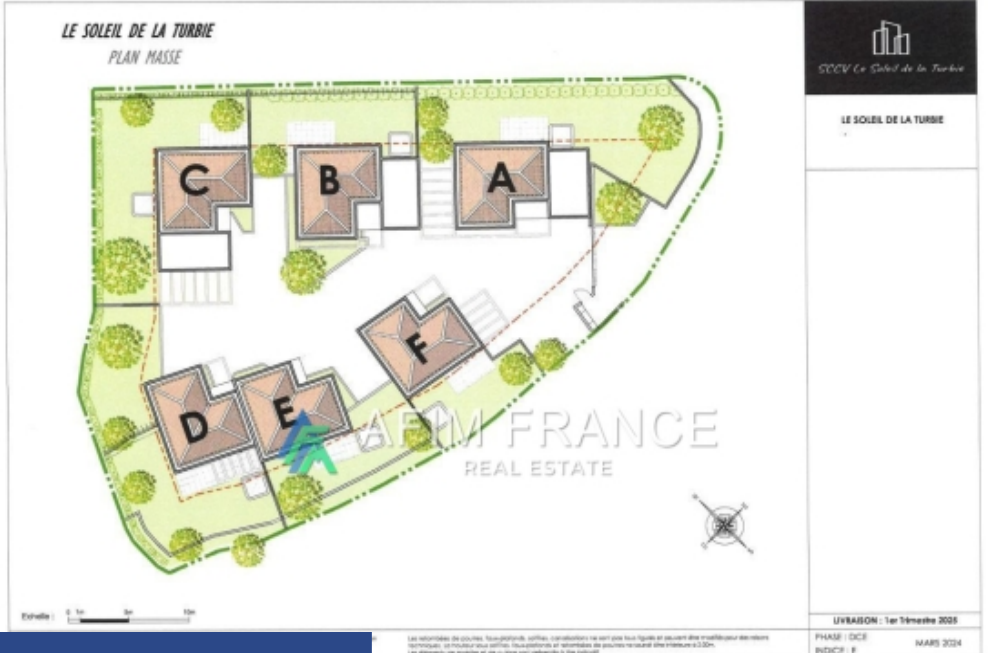 LE SOLEIL DE LA TURBIE
PLAN MASSE
SCCV Le Soleil de la Turbie
LE SOLEIL DE LA TURBIE
C
B
A
F
D
E
AFIM FRANCE
REAL ESTATE
Echelle : 0 1m 5m 10m
LIVRAISON : 1er Trimestre 2025
PHASE : DCE
MARS 2024
INDICE : F